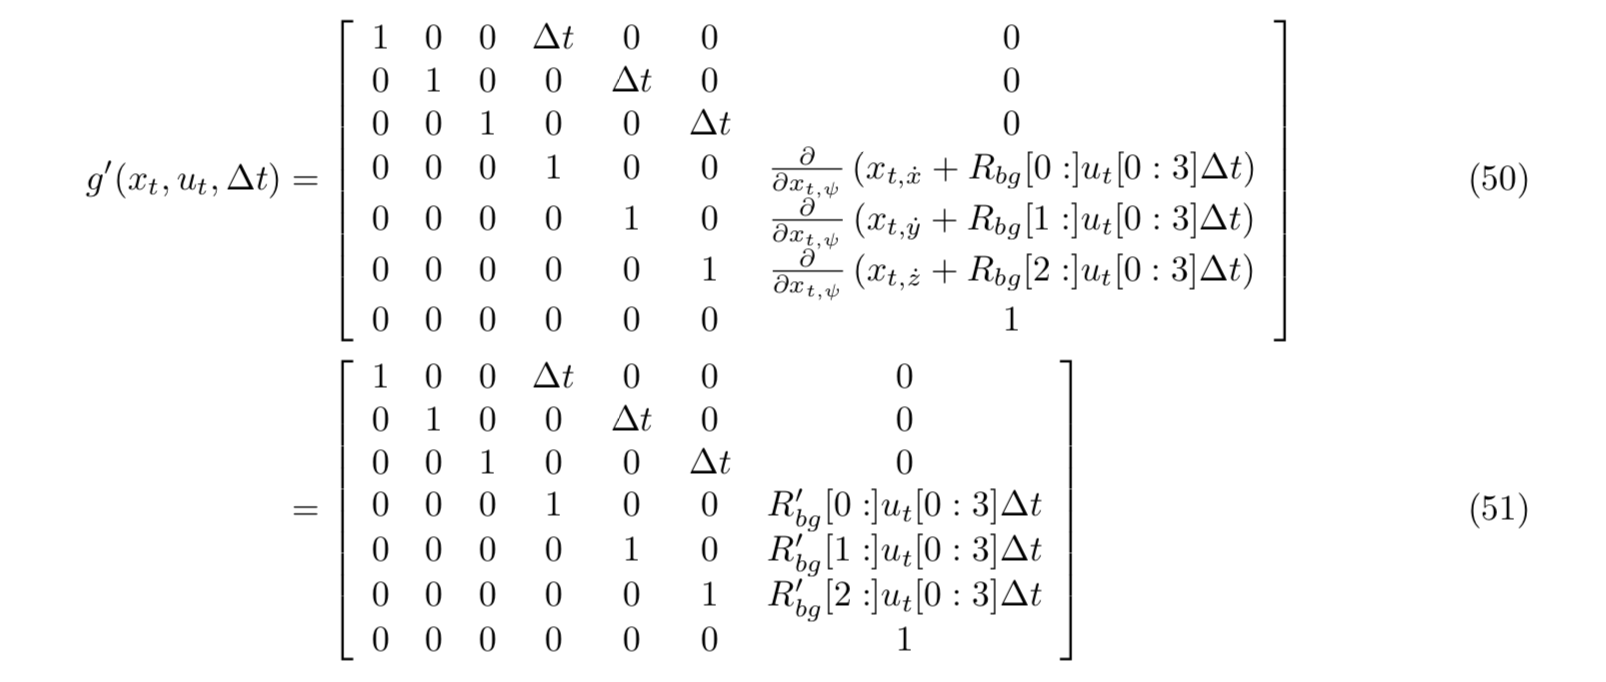 1 0 0 Δt 0 0 0
0 1 0 0 Δt 0 0
0 0 1 0 0 Δt 0
g′(x_t, u_t, Δt) = 0 0 0 1 0 0 ∂/∂x_{t,ψ} (x_{t,ẋ} + R_{bg}[0 :]u_t[0 : 3]Δt) (50)
0 0 0 0 1 0 ∂/∂x_{t,ψ} (x_{t,ẏ} + R_{bg}[1 :]u_t[0 : 3]Δt)
0 0 0 0 0 1 ∂/∂x_{t,ψ} (x_{t,ż} + R_{bg}[2 :]u_t[0 : 3]Δt)
0 0 0 0 0 0 1
1 0 0 Δt 0 0 0
0 1 0 0 Δt 0 0
0 0 1 0 0 Δt 0
= 0 0 0 1 0 0 R′_{bg}[0 :]u_t[0 : 3]Δt (51)
0 0 0 0 1 0 R′_{bg}[1 :]u_t[0 : 3]Δt
0 0 0 0 0 1 R′_{bg}[2 :]u_t[0 : 3]Δt
0 0 0 0 0 0 1